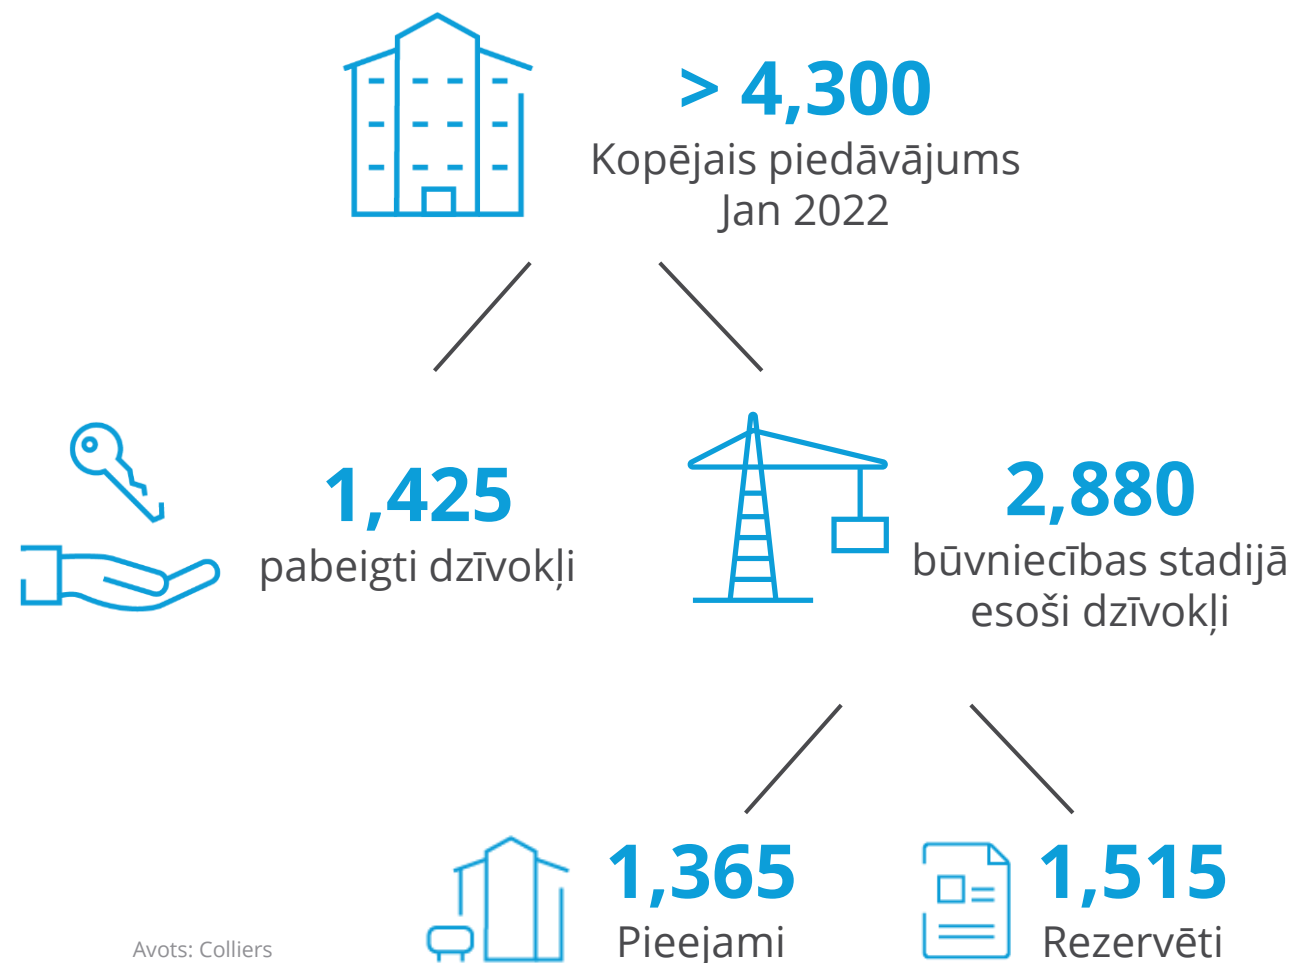 > 4,300
Kopējais piedāvājums
Jan 2022
1,425
pabeigti dzīvokļi
2,880
būvniecības stadijā
esoši dzīvokļi
1,365
Pieejami
1,515
Rezervēti
Avots: Colliers